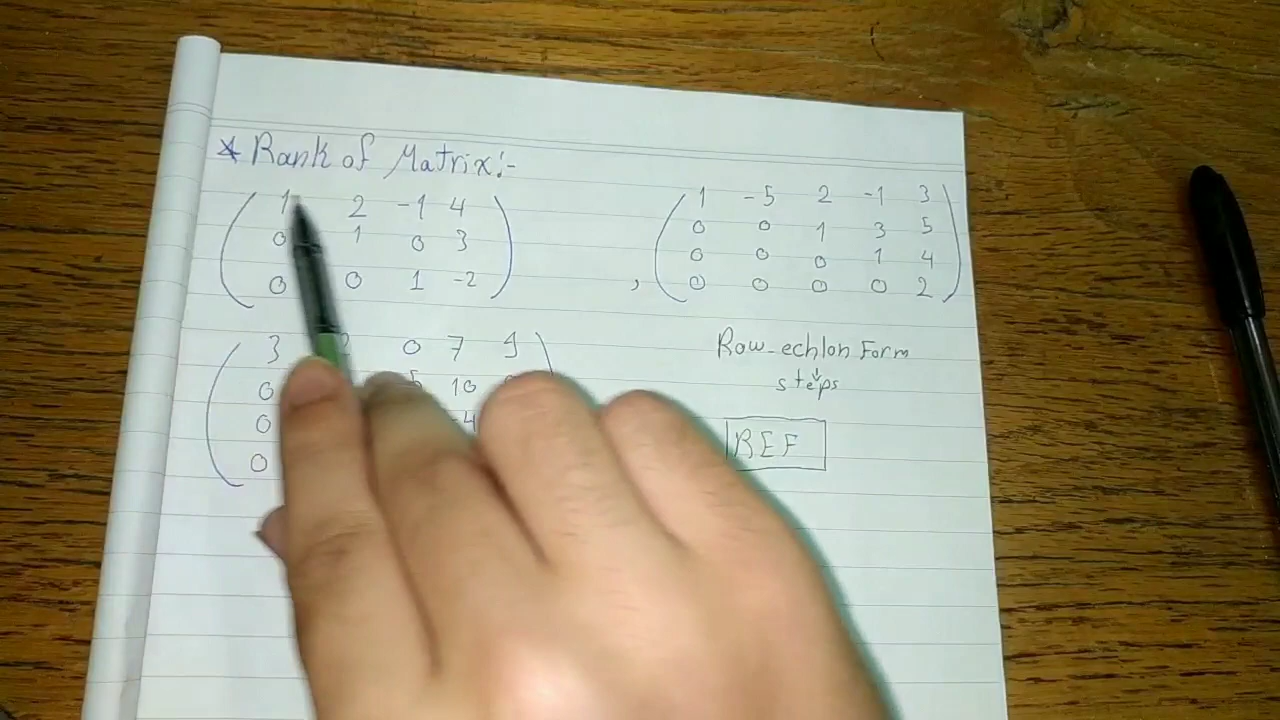 * Rank of Matrix:-
1 2 -1 4
0 1 0 3
0 0 1 -2
,
1 -5 2 -1 3
0 0 1 3 5
0 0 0 1 4
0 0 0 0 2
3 0 7 9
0 10
0 -4
0
Row-echlon Form
steps
REF